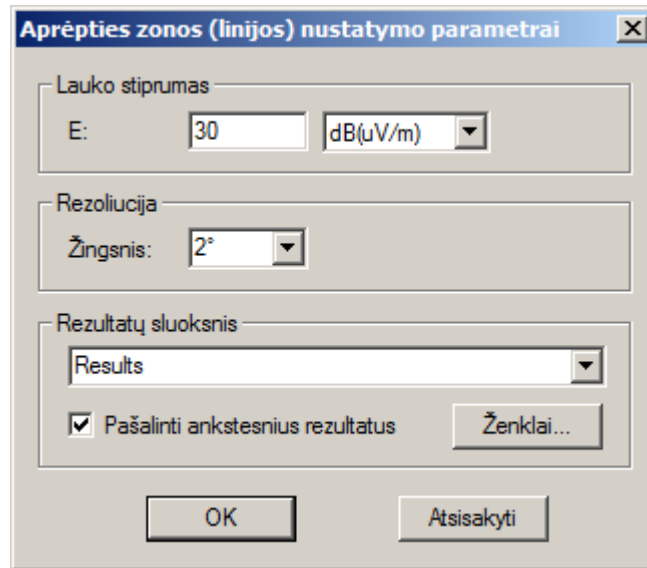 Aprėpties zonos (linijos) nustatymo parametrai
Lauko stiprumas
E: 30 dB(uV/m)
Rezoliucija
Žingsnis: 2°
Rezultatų sluoksnis
Results
Pašalinti ankstesnius rezultatus Ženklai...
OK Atsisakyti